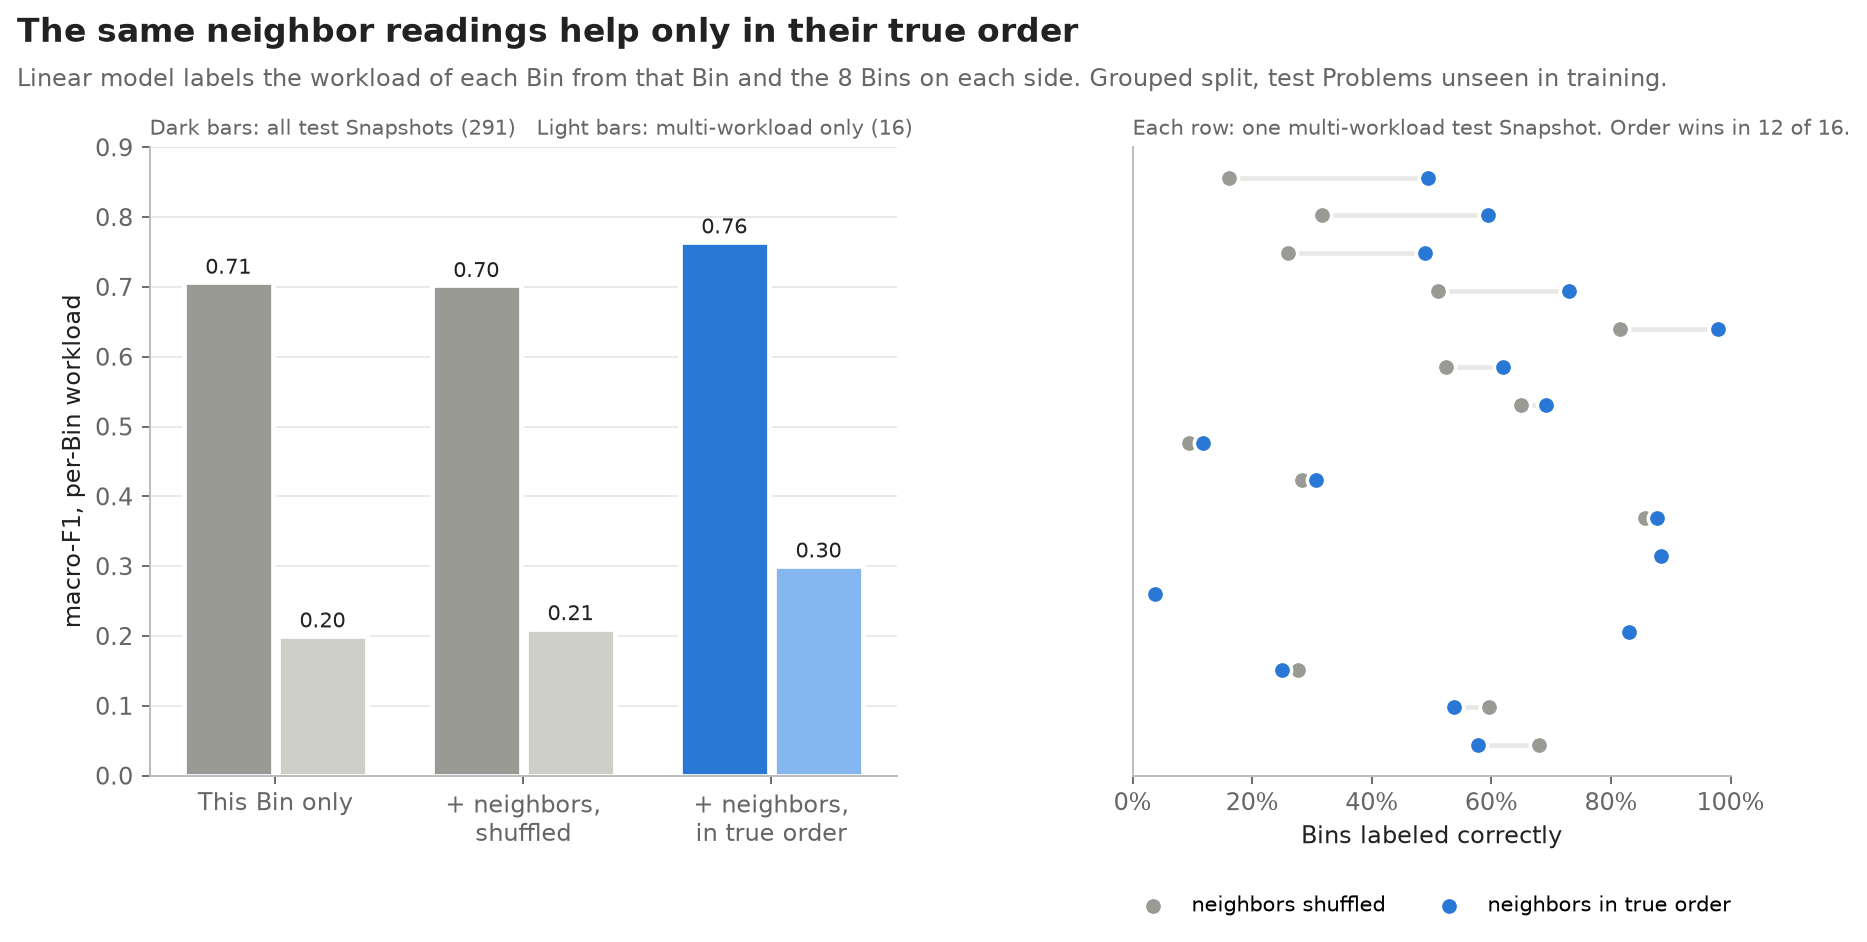 The same neighbor readings help only in their true order
Linear model labels the workload of each Bin from that Bin and the 8 Bins on each side. Grouped split, test Problems unseen in training.
Dark bars: all test Snapshots (291)   Light bars: multi-workload only (16)
macro-F1, per-Bin workload
0.9
0.8
0.7
0.6
0.5
0.4
0.3
0.2
0.1
0.0
0.71
0.20
0.70
0.21
0.76
0.30
This Bin only
+ neighbors,
shuffled
+ neighbors,
in true order
Each row: one multi-workload test Snapshot. Order wins in 12 of 16.
0%
20%
40%
60%
80%
100%
Bins labeled correctly
neighbors shuffled
neighbors in true order